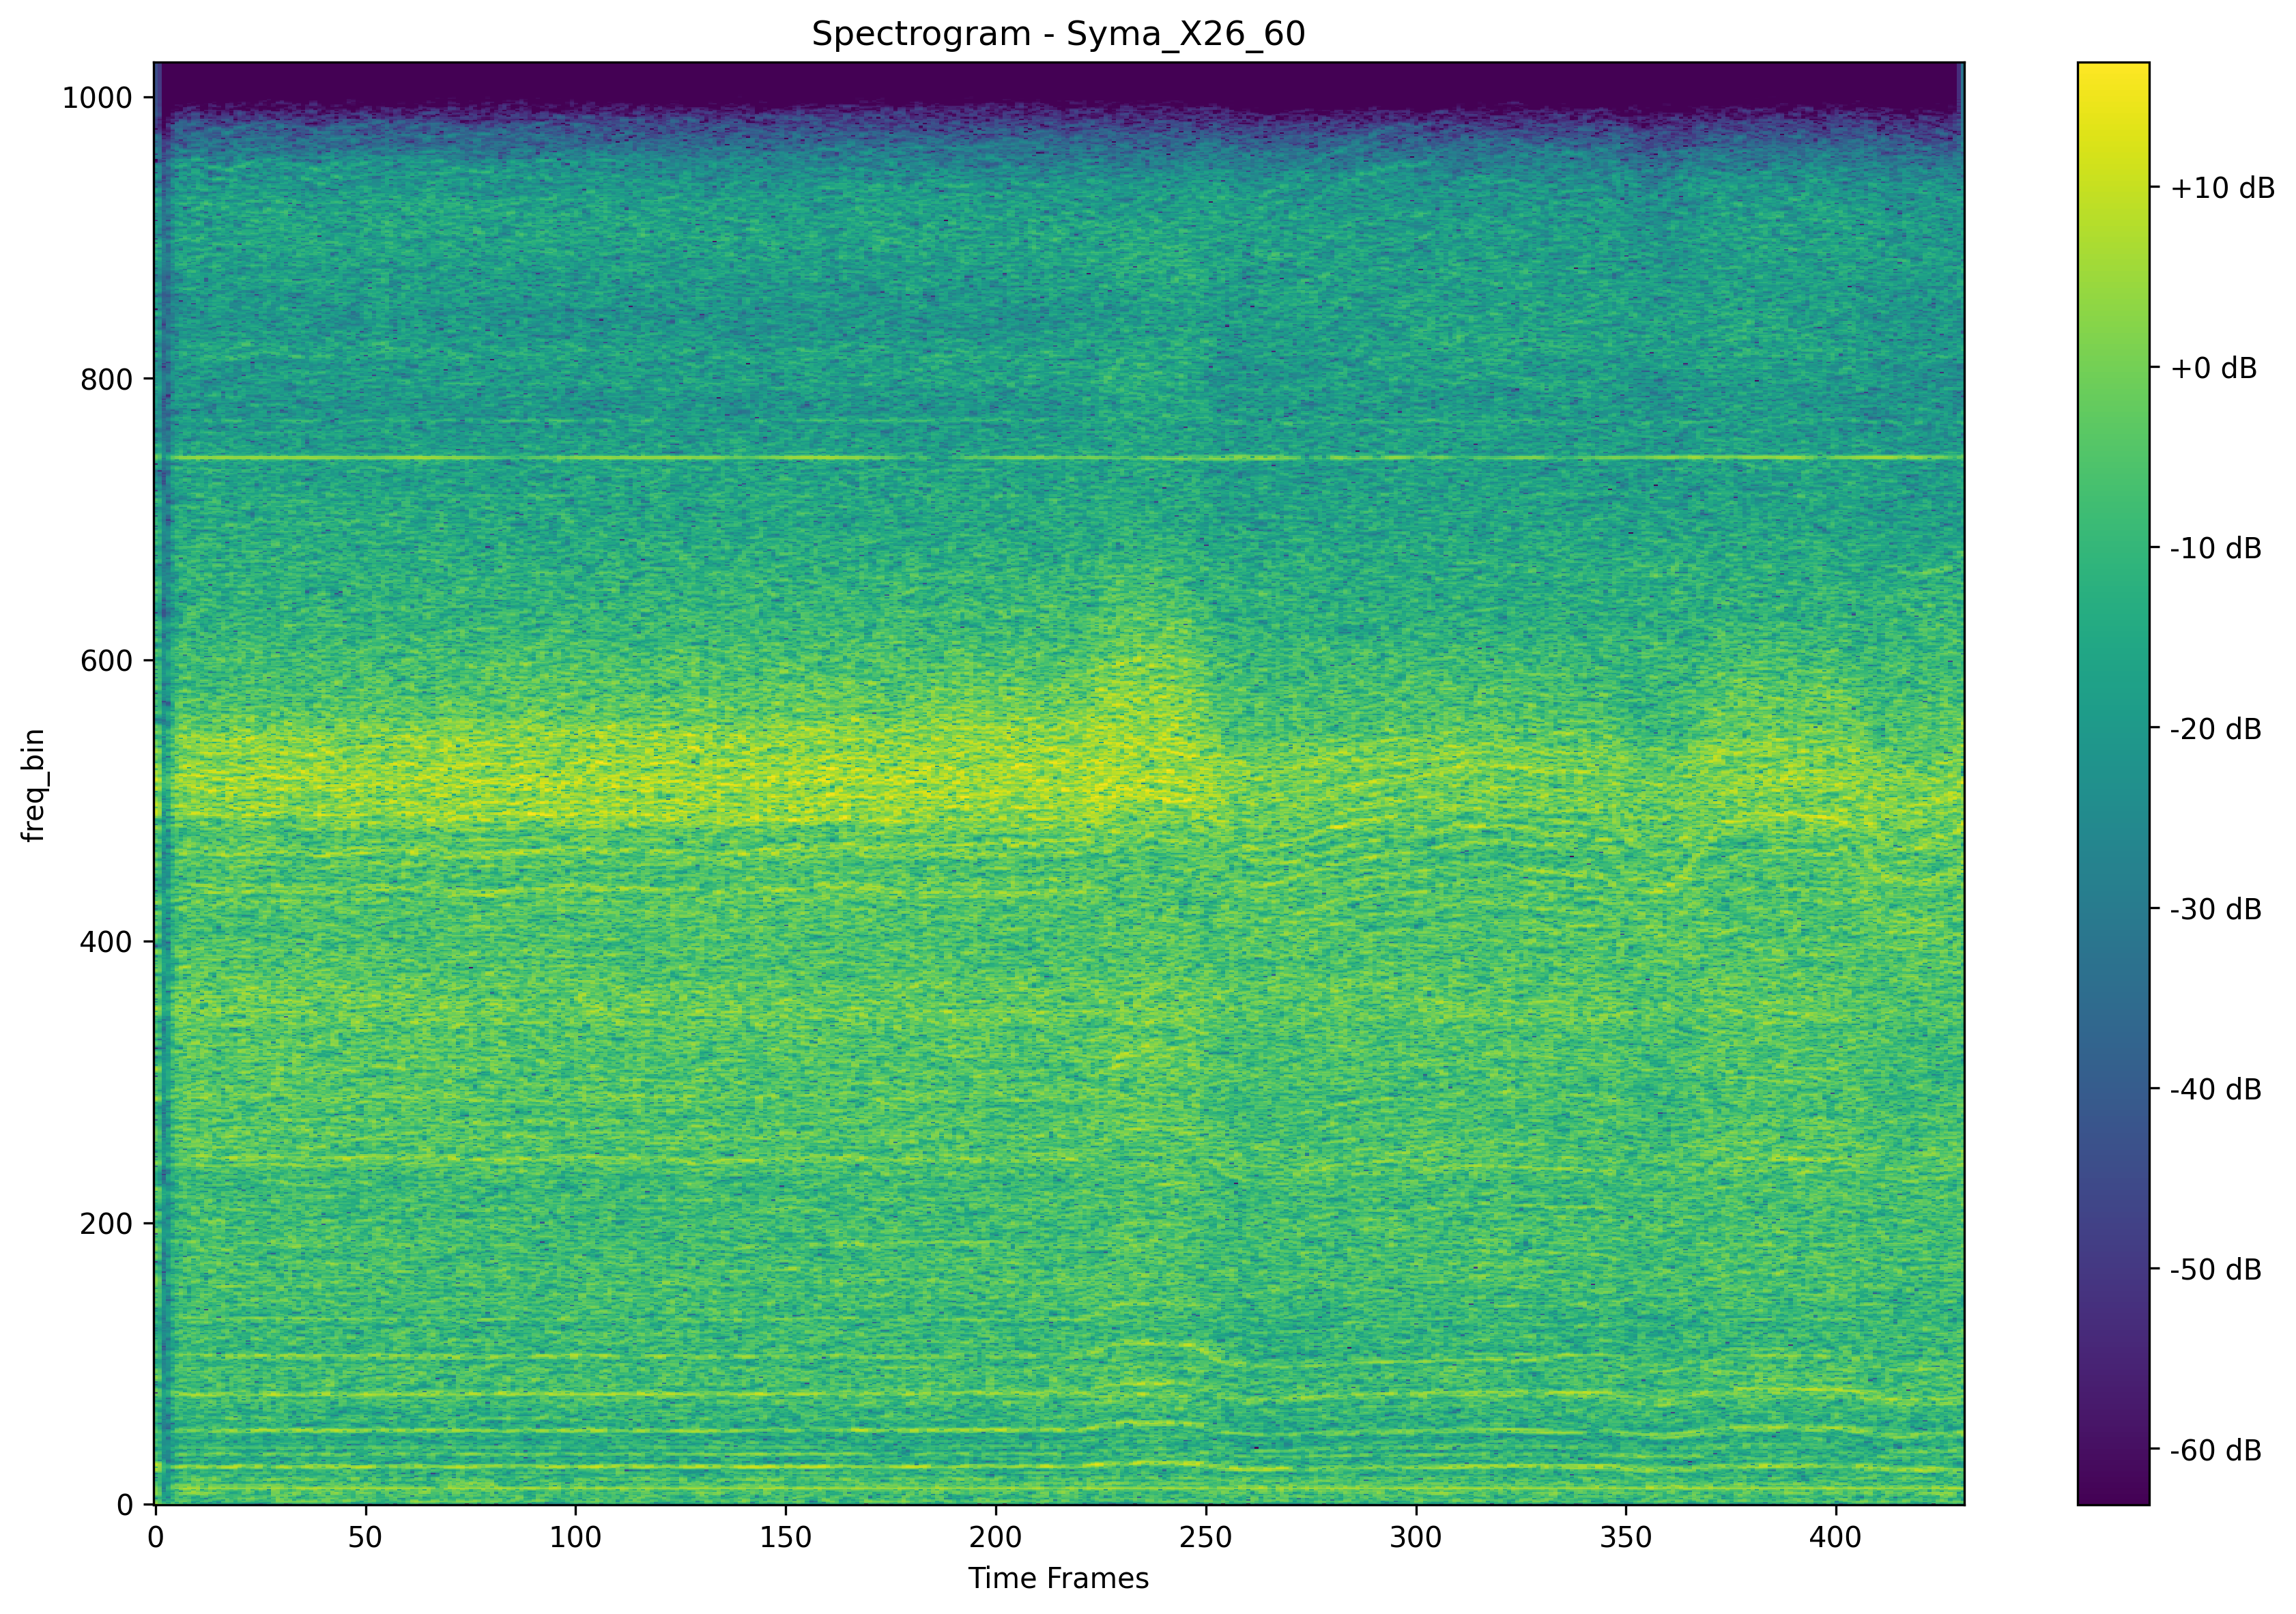 Spectrogram - Syma_X26_60
1000
800
600
400
200
0
freq_bin
0 50 100 150 200 250 300 350 400
Time Frames
+10 dB
+0 dB
-10 dB
-20 dB
-30 dB
-40 dB
-50 dB
-60 dB